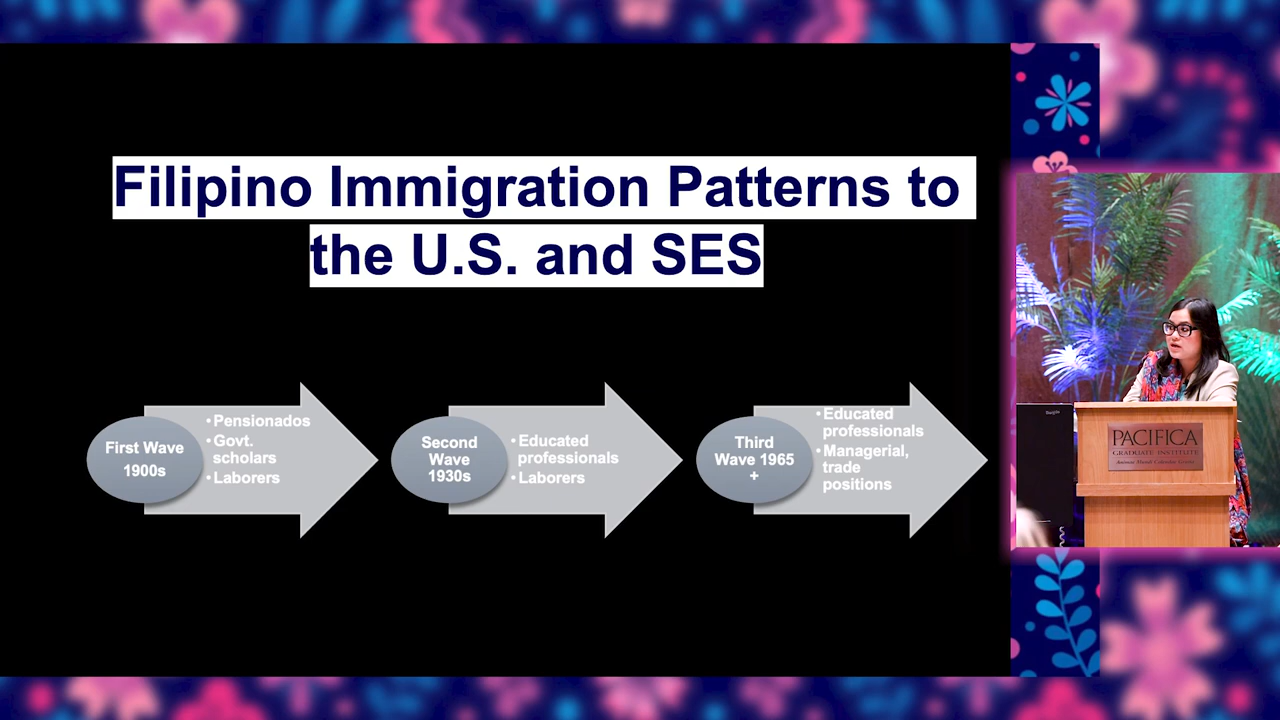 Filipino Immigration Patterns to
the U.S. and SES
First Wave
1900s
•Pensionados
•Govt.
scholars
•Laborers
Second
Wave
1930s
•Educated
professionals
•Laborers
Third
Wave 1965
+
•Educated
professionals
•Managerial,
trade
positions
PACIFICA
GRADUATE INSTITUTE